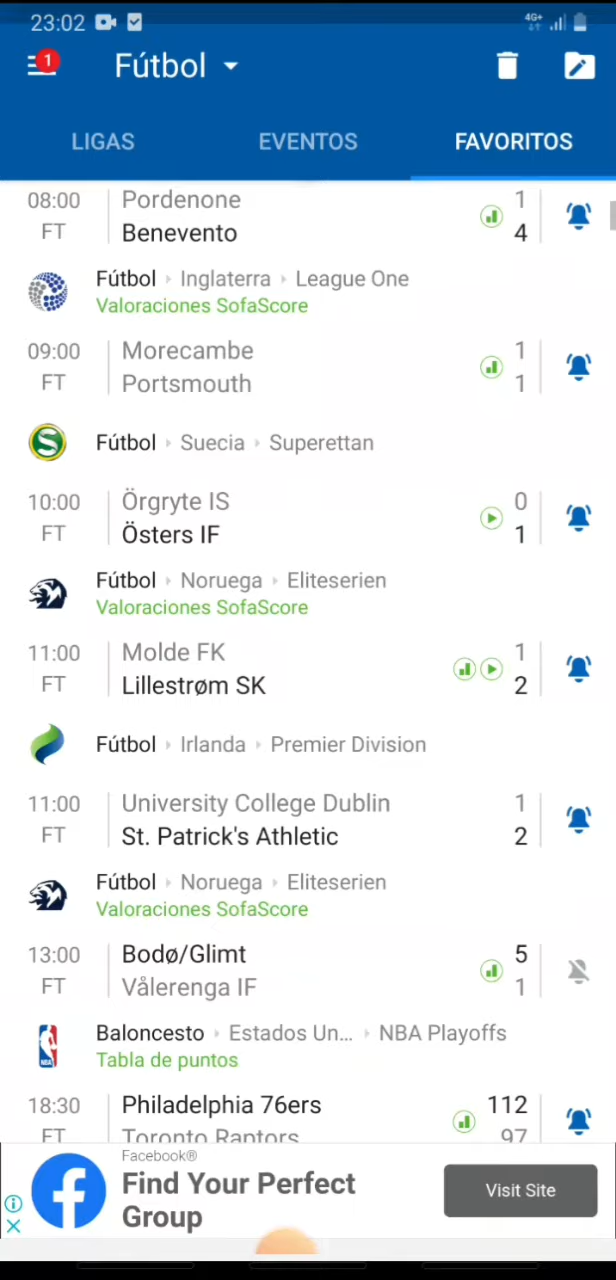 23:02
4G+
1
Fútbol
LIGAS EVENTOS FAVORITOS
08:00 Pordenone 1
FT Benevento 4
Fútbol Inglaterra League One
Valoraciones SofaScore
09:00 Morecambe 1
FT Portsmouth 1
S
Fútbol Suecia Superettan
10:00 Örgryte IS 0
FT Östers IF 1
Fútbol Noruega Eliteserien
Valoraciones SofaScore
11:00 Molde FK 1
FT Lillestrøm SK 2
Fútbol Irlanda Premier Division
11:00 University College Dublin 1
FT St. Patrick's Athletic 2
Fútbol Noruega Eliteserien
Valoraciones SofaScore
13:00 Bodø/Glimt 5
FT Vålerenga IF 1
NBA
Baloncesto Estados Un... NBA Playoffs
Tabla de puntos
18:30 Philadelphia 76ers 112
FT Toronto Raptors 97
Facebook®
Find Your Perfect
Group
Visit Site